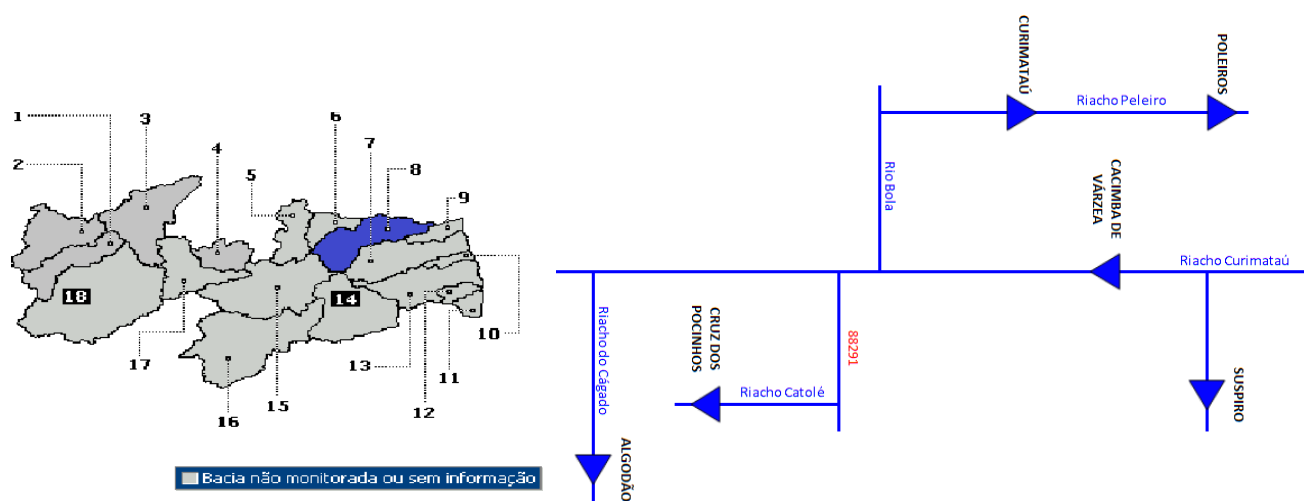 1
2
3
4
5
6
7
8
9
10
11
12
13
14
15
16
17
18
Bacia não monitorada ou sem informação
CURIMATAÚ
POLEIROS
Riacho Peleiro
Rio Bola
CACIMBA DE
VÁRZEA
Riacho Curimataú
Riacho do Cágado
CRUZ DOS
POCINHOS
88291
Riacho Catolé
SUSPIRO
ALGODÃO